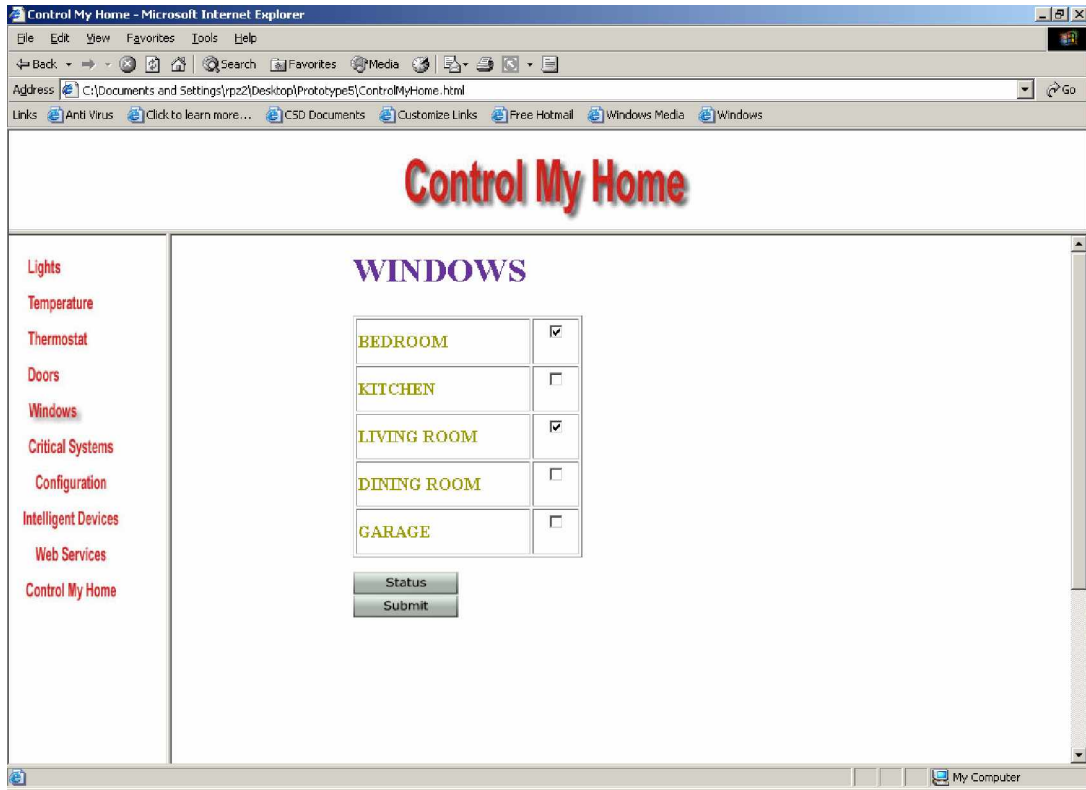 Control My Home - Microsoft Internet Explorer
File Edit View Favorites Tools Help
Back Search Favorites Media
Address C:\Documents and Settings\rpz2\Desktop\Prototype5\ControlMyHome.html Go
Links Anti Virus Click to learn more... CSD Documents Customize Links Free Hotmail Windows Media Windows
Control My Home
Lights
Temperature
Thermostat
Doors
Windows
Critical Systems
Configuration
Intelligent Devices
Web Services
Control My Home
WINDOWS
BEDROOM
KITCHEN
LIVING ROOM
DINING ROOM
GARAGE
Status
Submit
My Computer